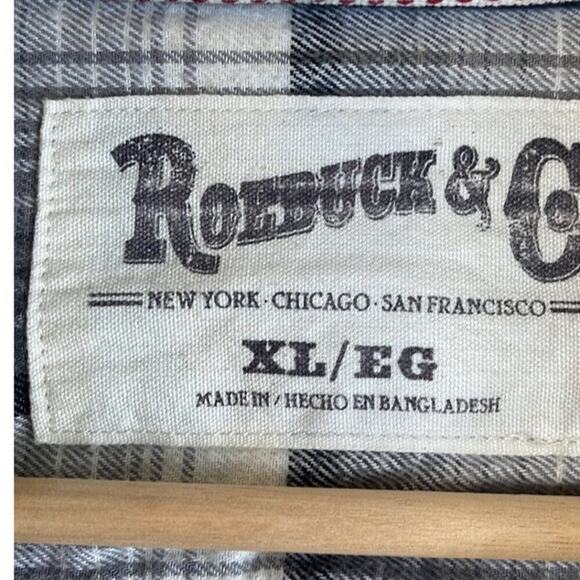 ROEBUCK & C
NEW YORK · CHICAGO · SAN FRANCISCO
XL/EG
MADE IN / HECHO EN BANGLADESH